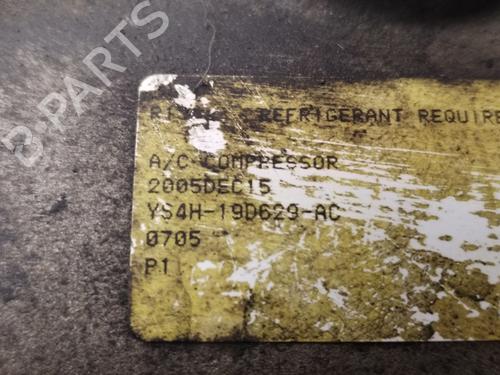 B-PARTS
REFRIGERANT REQUIRE
A/C COMPRESSOR
2005DEC15
YS4H-19D629-AC
0705
P1